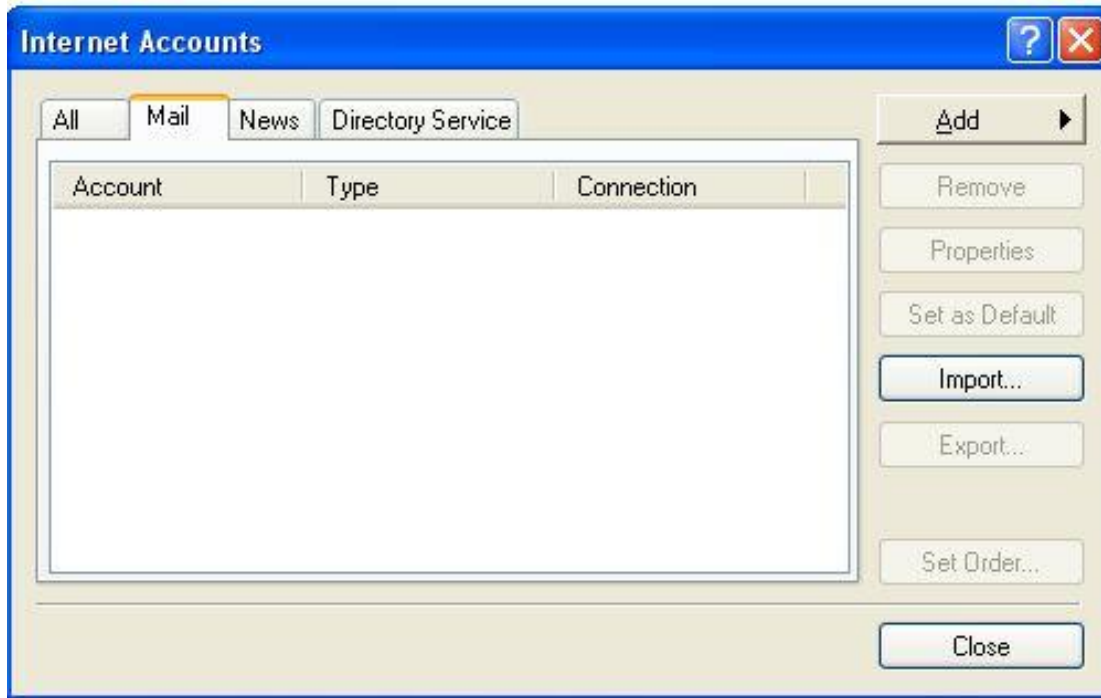 Internet Accounts
All Mail News Directory Service
Account Type Connection
Add
Remove
Properties
Set as Default
Import...
Export...
Set Order...
Close